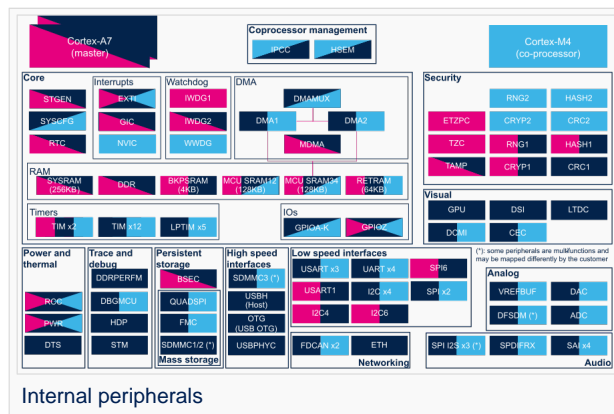 Cortex-A7
(master)
Coprocessor management
IPCC
HSEM
Cortex-M4
(co-processor)
Core
STGEN
SYSCFG
RTC
Interrupts
EXTI
GIC
NVIC
Watchdog
IWDG1
IWDG2
WWDG
DMA
DMAMUX
DMA1
DMA2
MDMA
Security
RNG2
HASH2
CRYP2
CRC2
ETZPC
TZC
RNG1
HASH1
TAMP
CRYP1
CRC1
RAM
SYSRAM
(256KB)
DDR
BKPSRAM
(4KB)
MCU SRAM12
(128KB)
MCU SRAM34
(128KB)
RETRAM
(64KB)
Timers
TIM x2
TIM x12
LPTIM x5
IOs
GPIOA-K
GPIOZ
Visual
GPU
DSI
LTDC
DCMI
CEC
Power and
thermal
RCC
PWR
DTS
Trace and
debug
DDRPERFM
DBGMCU
HDP
STM
Persistent
storage
BSEC
QUADSPI
FMC
SDMMC1/2 (*)
Mass storage
High speed
interfaces
SDMMC3 (*)
USBH
(Host)
OTG
(USB OTG)
USBPHYC
Low speed interfaces
USART x3
UART x4
SPI6
USART1
I2C x4
SPI x2
I2C4
I2C6
FDCAN x2
ETH
Networking
(*): some peripherals are multifunctions and
may be mapped differently by the customer
Analog
VREFBUF
DAC
DFSDM (*)
ADC
SPI I2S x3 (*)
SPDIFRX
SAI x4
Audio
Internal peripherals